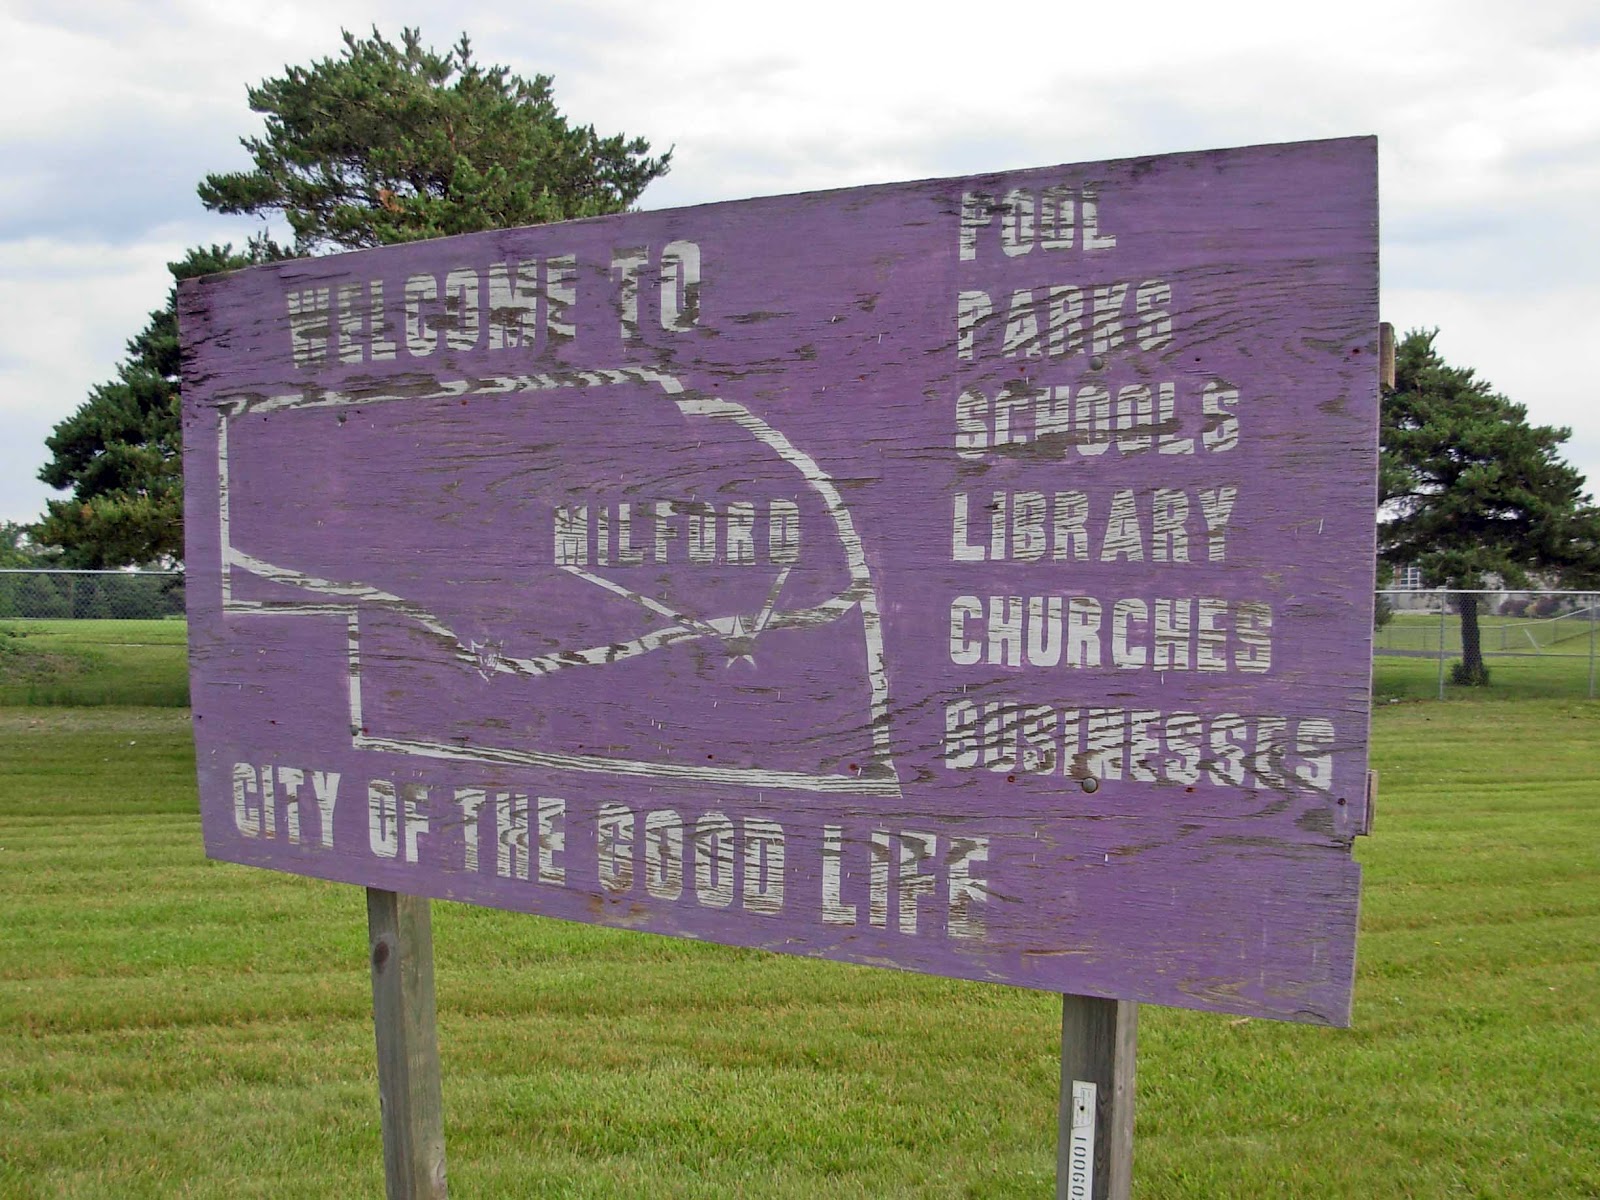 WELCOME TO
MILFORD
CITY OF THE GOOD LIFE
POOL
PARKS
SCHOOLS
LIBRARY
CHURCHES
BUSINESSES